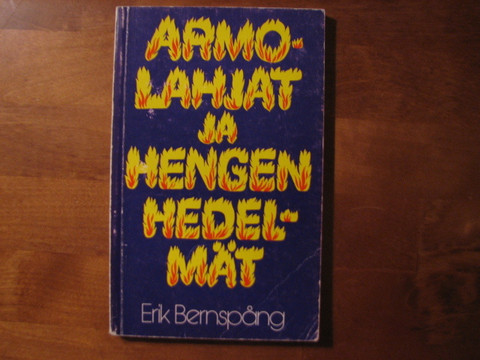 ARMO-
LAHJAT
JA
HENGEN
HEDEL-
MÄT
Erik Bernspång